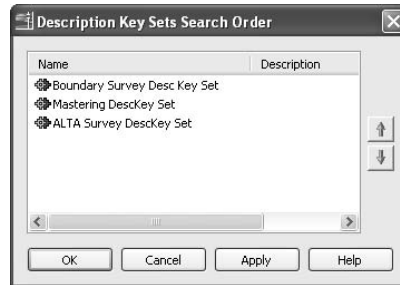 Description Key Sets Search Order
Name Description
Boundary Survey Desc Key Set
Mastering DescKey Set
ALTA Survey DescKey Set
OK Cancel Apply Help